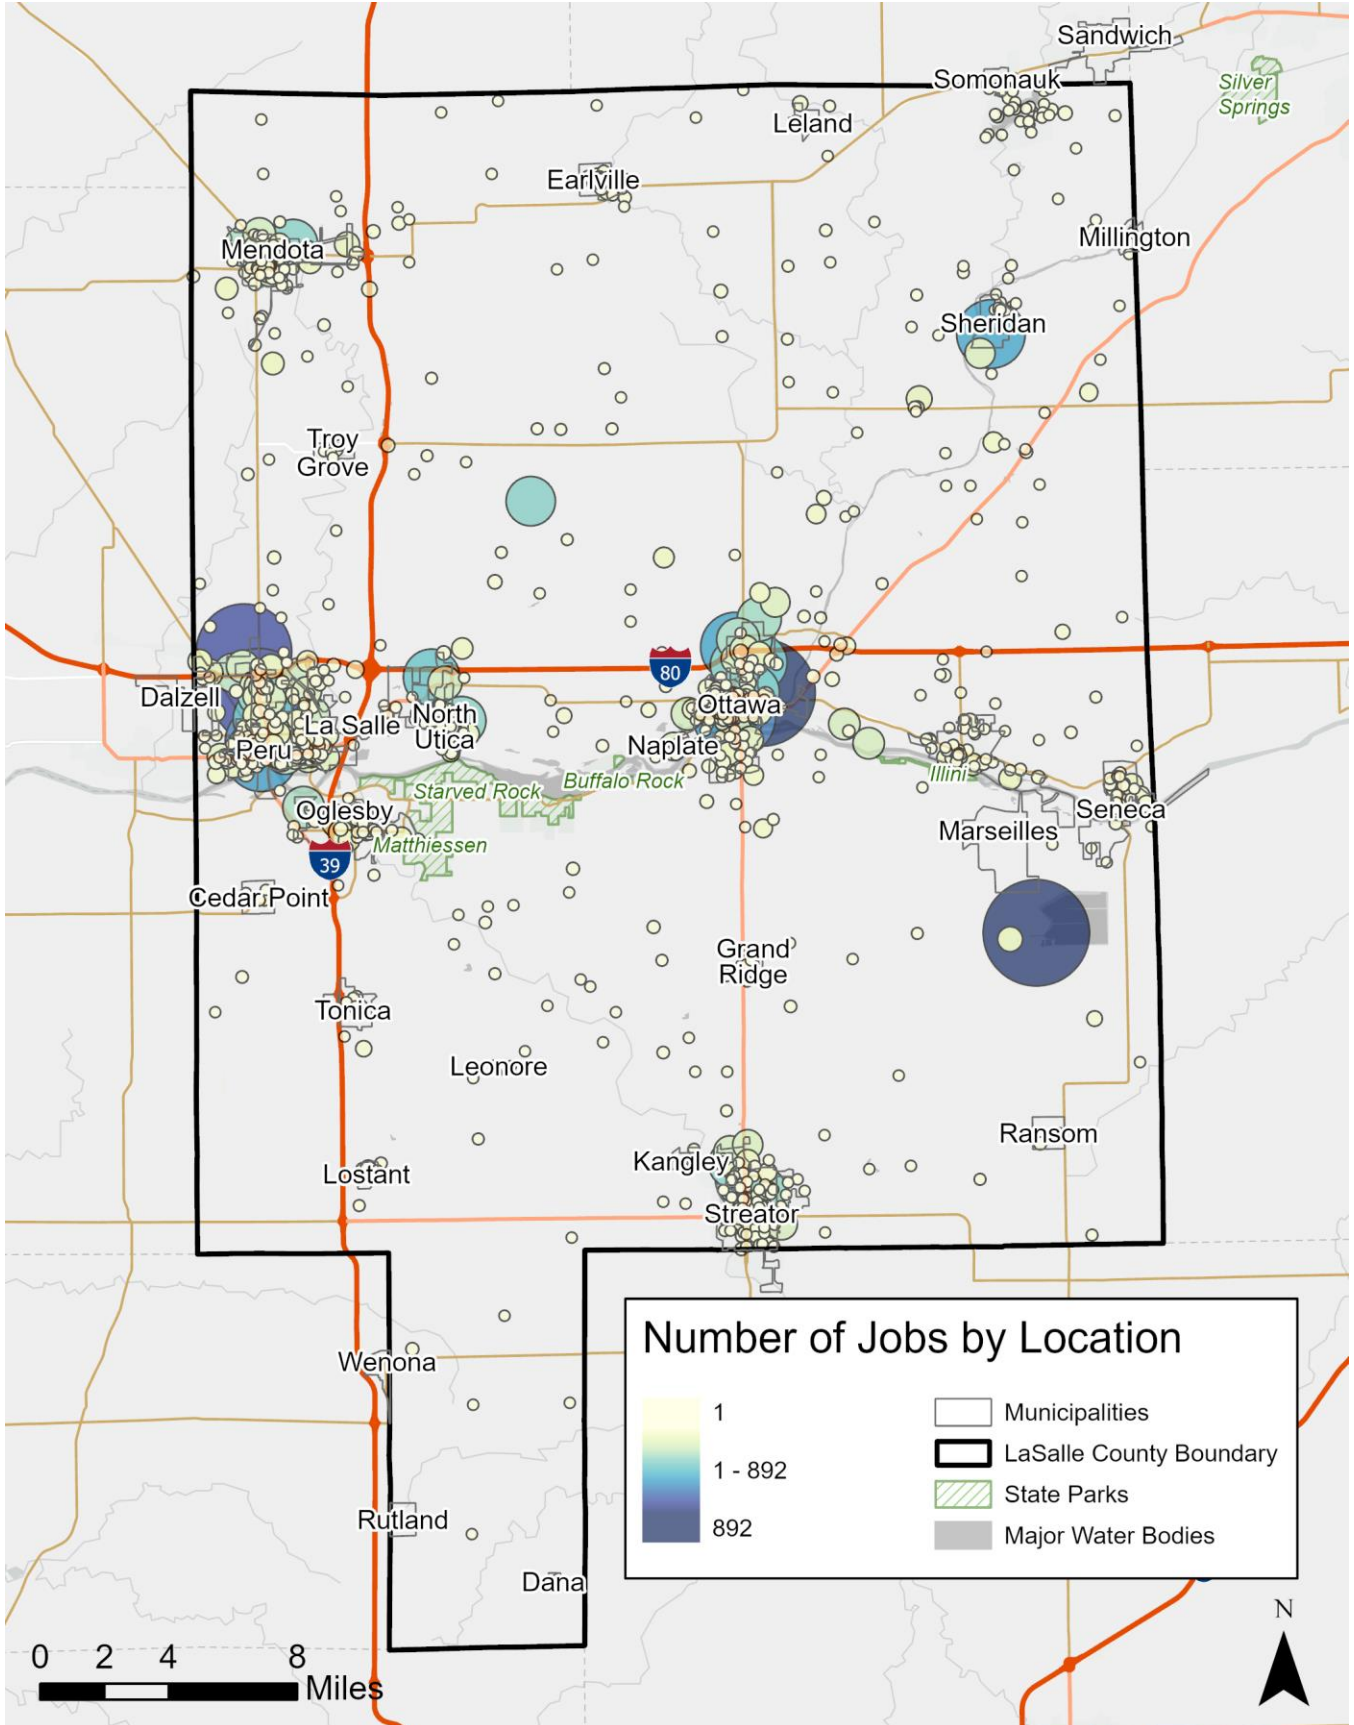 Sandwich
Somonauk
Silver
Springs
Leland
Earlville
Millington
Mendota
Sheridan
Troy
Grove
80
Dalzell
La Salle
North
Utica
Ottawa
Peru
Naplate
Buffalo Rock
Illini
Starved Rock
Oglesby
Seneca
Marseilles
Matthiessen
39
Cedar Point
Grand
Ridge
Tonica
Leonore
Ransom
Kangley
Lostant
Streator
Wenona
Rutland
Dana
Number of Jobs by Location
1
1 - 892
892
Municipalities
LaSalle County Boundary
State Parks
Major Water Bodies
N
0 2 4 8
Miles